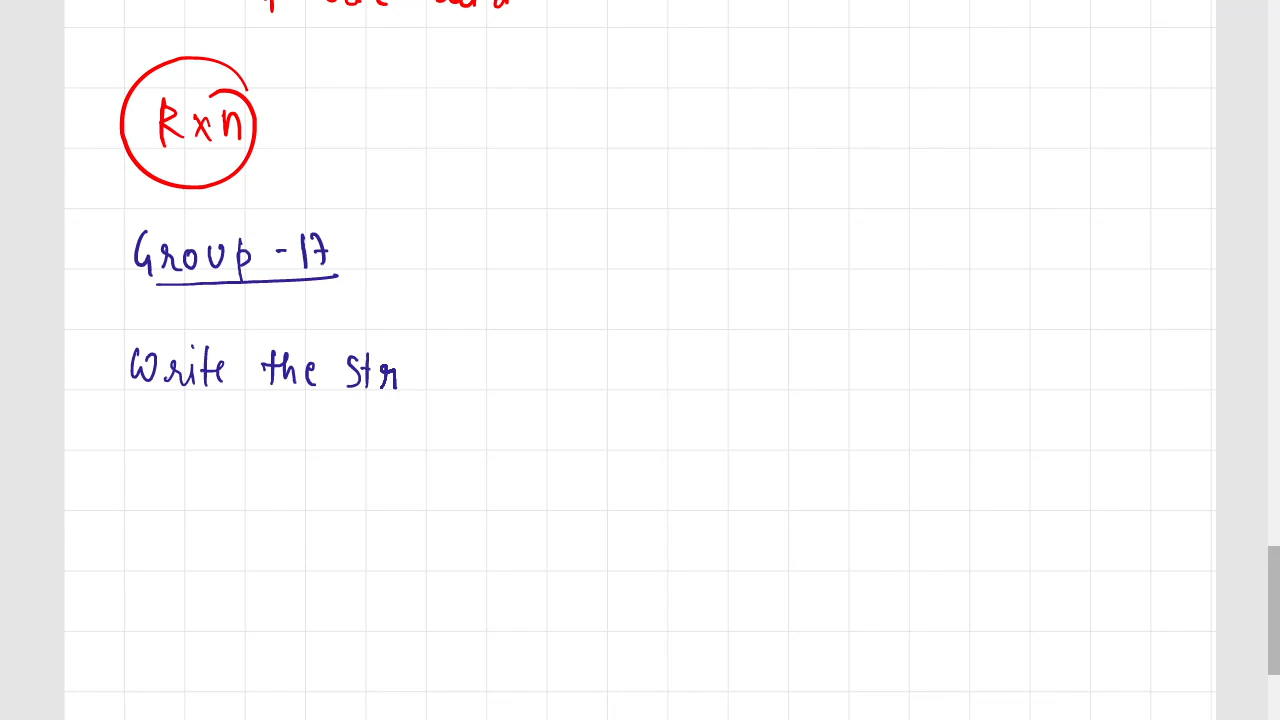 Rxn
Group - 17
Write the str